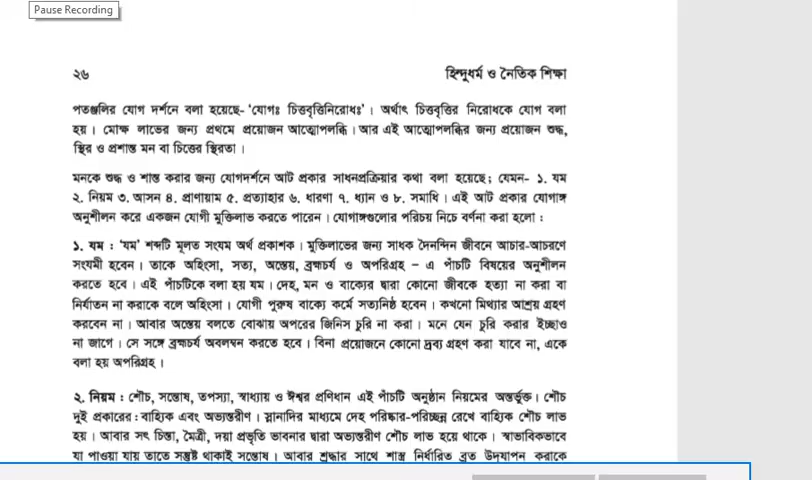 Pause Recording
২৬ হিন্দুধর্ম ও নৈতিক শিক্ষা
পতঞ্জলির যোগ দর্শনে বলা হয়েছে- ‘যোগঃ চিত্তবৃত্তিনিরোধঃ’ । অর্থাৎ চিত্তবৃত্তির নিরোধকে যোগ বলা
হয় । মোক্ষ লাভের জন্য প্রথমে প্রয়োজন আত্মোপলব্ধি । আর এই আত্মোপলব্ধির জন্য প্রয়োজন শুদ্ধ,
স্থির ও প্রশান্ত মন বা চিত্তের স্থিরতা ।
মনকে শুদ্ধ ও শান্ত করার জন্য যোগদর্শনে আট প্রকার সাধনপ্রক্রিয়ার কথা বলা হয়েছে; যেমন- ১. যম
২. নিয়ম ৩. আসন ৪. প্রাণায়াম ৫. প্রত্যাহার ৬. ধারণা ৭. ধ্যান ও ৮. সমাধি । এই আট প্রকার যোগাঙ্গ
অনুশীলন করে একজন যোগী মুক্তিলাভ করতে পারেন । যোগাঙ্গগুলোর পরিচয় নিচে বর্ণনা করা হলো :
১. যম : ‘যম’ শব্দটি মূলত সংযম অর্থ প্রকাশক । মুক্তিলাভের জন্য সাধক দৈনন্দিন জীবনে আচার-আচরণে
সংযমী হবেন । তাকে অহিংসা, সত্য, অস্তেয়, ব্রহ্মচর্য ও অপরিগ্রহ – এ পাঁচটি বিষয়ের অনুশীলন
করতে হবে । এই পাঁচটিকে বলা হয় যম । দেহ, মন ও বাক্যের দ্বারা কোনো জীবকে হত্যা না করা বা
নির্যাতন না করাকে বলে অহিংসা । যোগী পুরুষ বাক্যে কর্মে সত্যনিষ্ঠ হবেন । কখনো মিথ্যার আশ্রয় গ্রহণ
করবেন না । আবার অস্তেয় বলতে বোঝায় অপরের জিনিস চুরি না করা । মনে যেন চুরি করার ইচ্ছাও
না জাগে । সে সঙ্গে ব্রহ্মচর্য অবলম্বন করতে হবে । বিনা প্রয়োজনে কোনো দ্রব্য গ্রহণ করা যাবে না, একে
বলা হয় অপরিগ্রহ ।
২. নিয়ম : শৌচ, সন্তোষ, তপস্যা, স্বাধ্যায় ও ঈশ্বর প্রণিধান এই পাঁচটি অনুষ্ঠান নিয়মের অন্তর্ভুক্ত । শৌচ
দুই প্রকারের : বাহ্যিক এবং অভ্যন্তরীণ । স্নানাদির মাধ্যমে দেহ পরিষ্কার-পরিচ্ছন্ন রেখে বাহ্যিক শৌচ লাভ
হয় । আবার সৎ চিন্তা, মৈত্রী, দয়া প্রভৃতি ভাবনার দ্বারা অভ্যন্তরীণ শৌচ লাভ হয়ে থাকে । স্বাভাবিকভাবে
যা পাওয়া যায় তাতে সন্তুষ্ট থাকাই সন্তোষ । আবার শ্রদ্ধার সাথে শাস্ত্র নির্ধারিত ব্রত উদযাপন করাকে